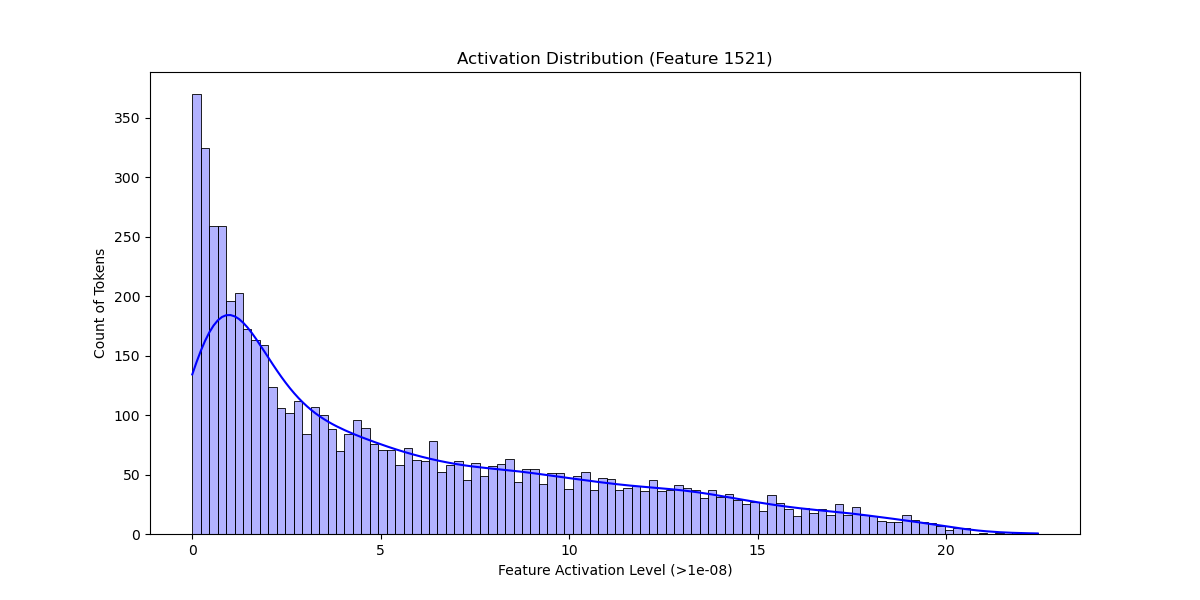 Activation Distribution (Feature 1521)
350
300
250
200
150
100
50
0
Count of Tokens
0 5 10 15 20
Feature Activation Level (>1e-08)